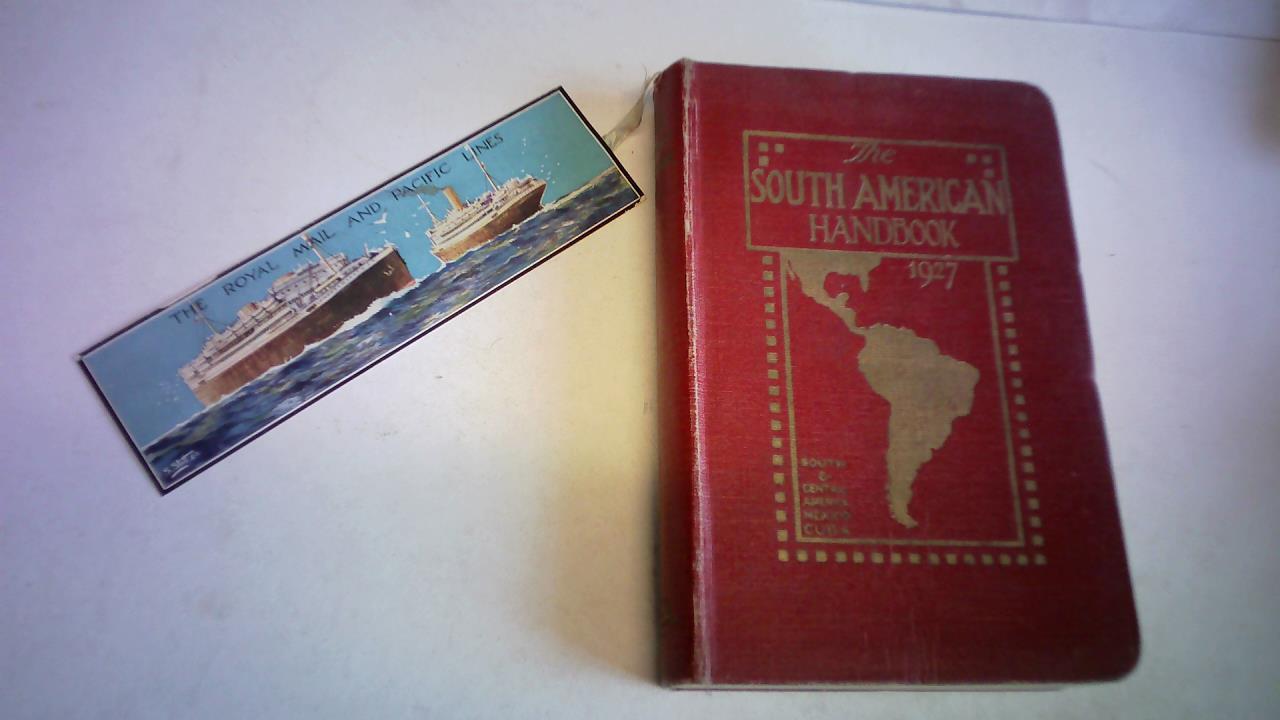 THE ROYAL MAIL AND PACIFIC LINES
The
SOUTH AMERICAN
HANDBOOK
1927
SOUTH
&
CENTRAL
AMERICA
MEXICO
CUBA